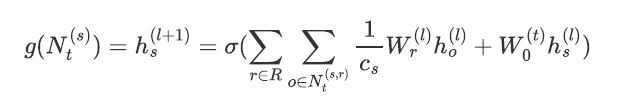 g(N_t^{(s)}) = h_s^{(l+1)} = σ(∑_{r∈R} ∑_{o∈N_t^{(s,r)}} \frac{1}{c_s} W_r^{(l)} h_o^{(l)} + W_0^{(t)} h_s^{(l)})